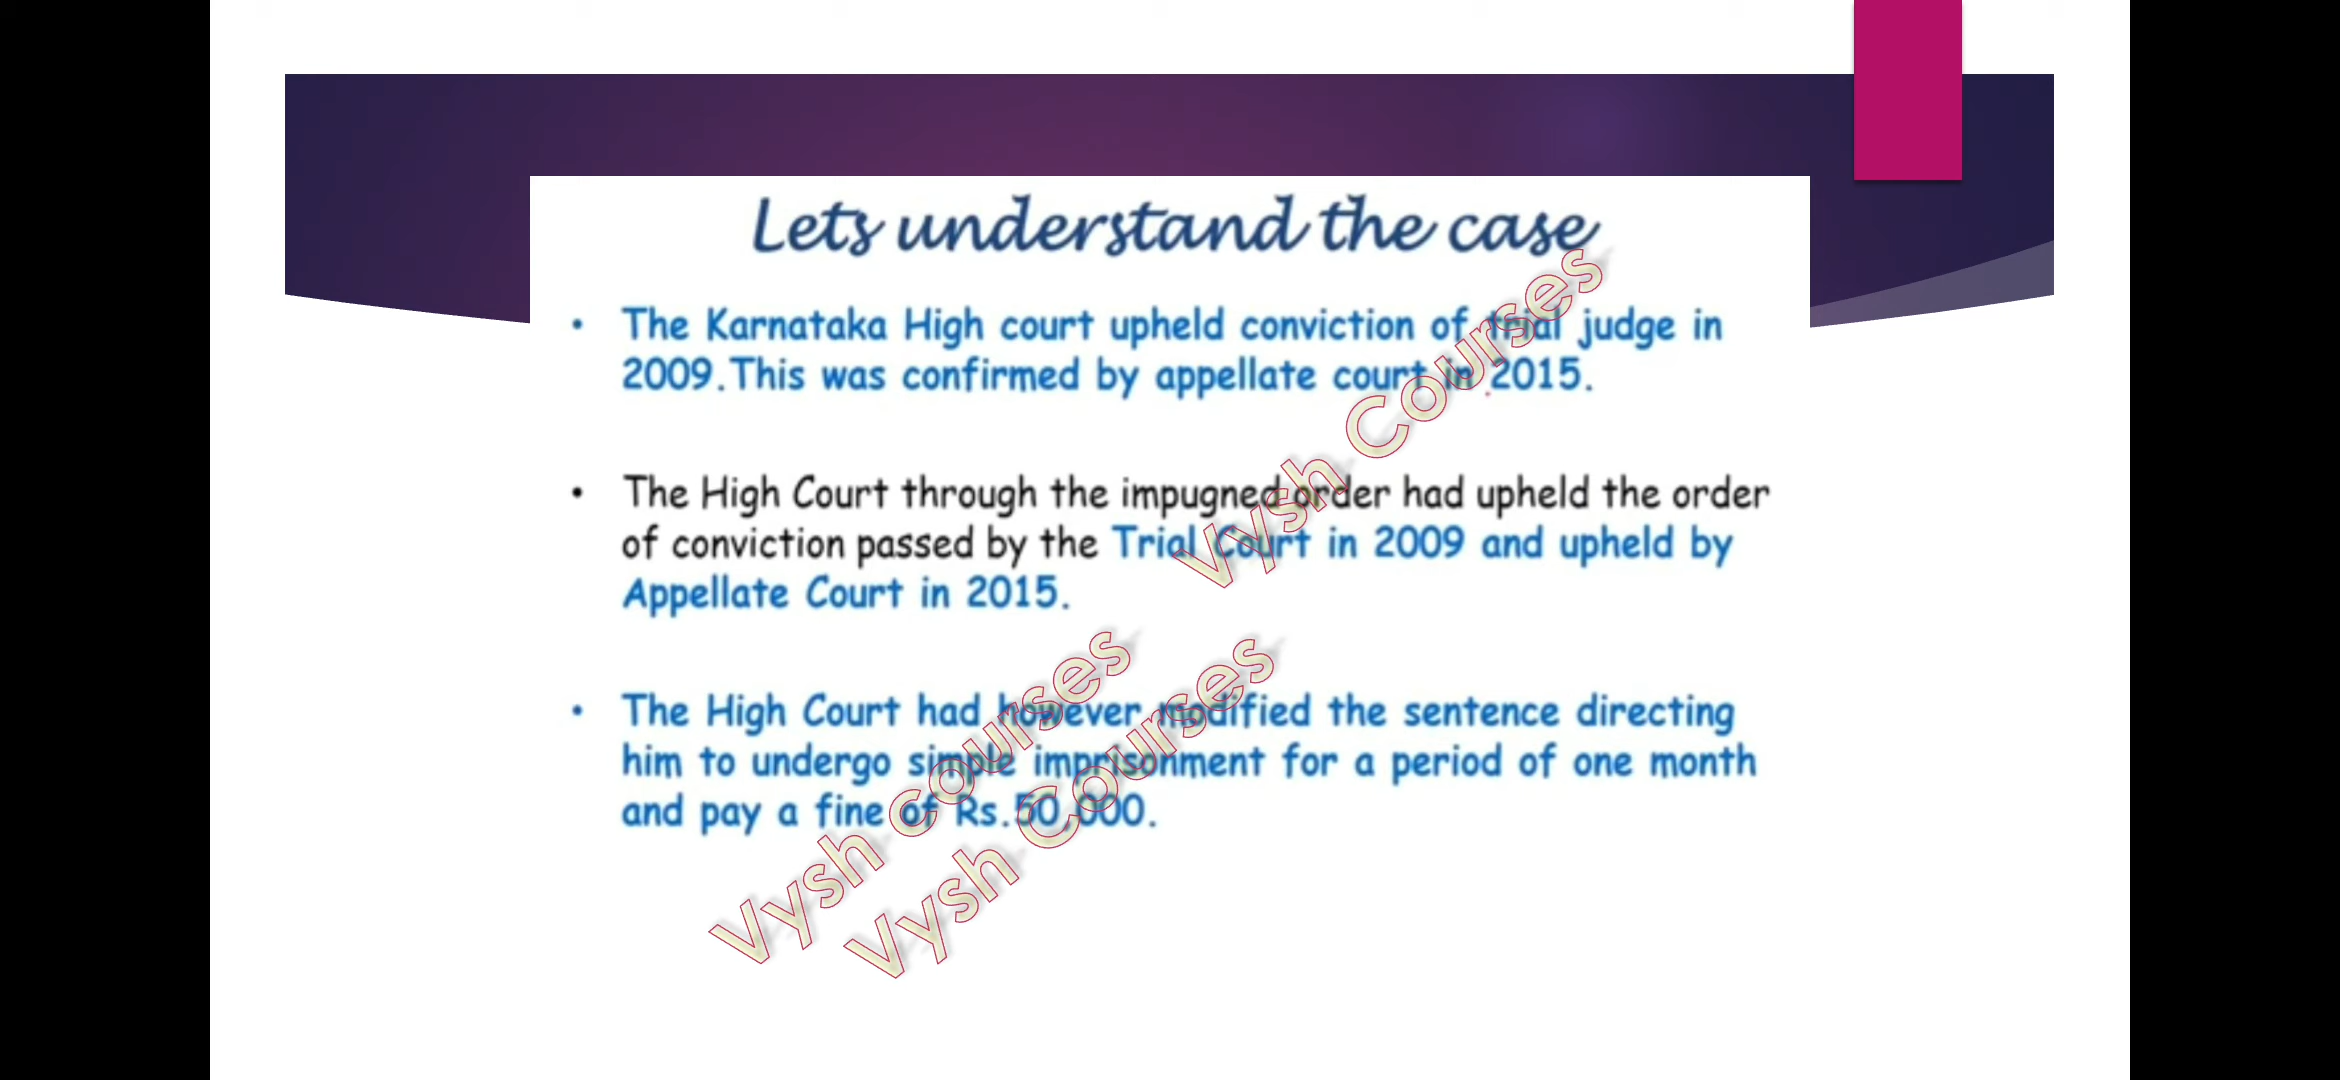 Lets understand the case
• The Karnataka High court upheld conviction of trial judge in
2009.This was confirmed by appellate court in 2015.
• The High Court through the impugned order had upheld the order
of conviction passed by the Trial Court in 2009 and upheld by
Appellate Court in 2015.
• The High Court had however modified the sentence directing
him to undergo simple imprisonment for a period of one month
and pay a fine of Rs.50,000.
Vysh Courses
Vysh courses
Vysh Courses